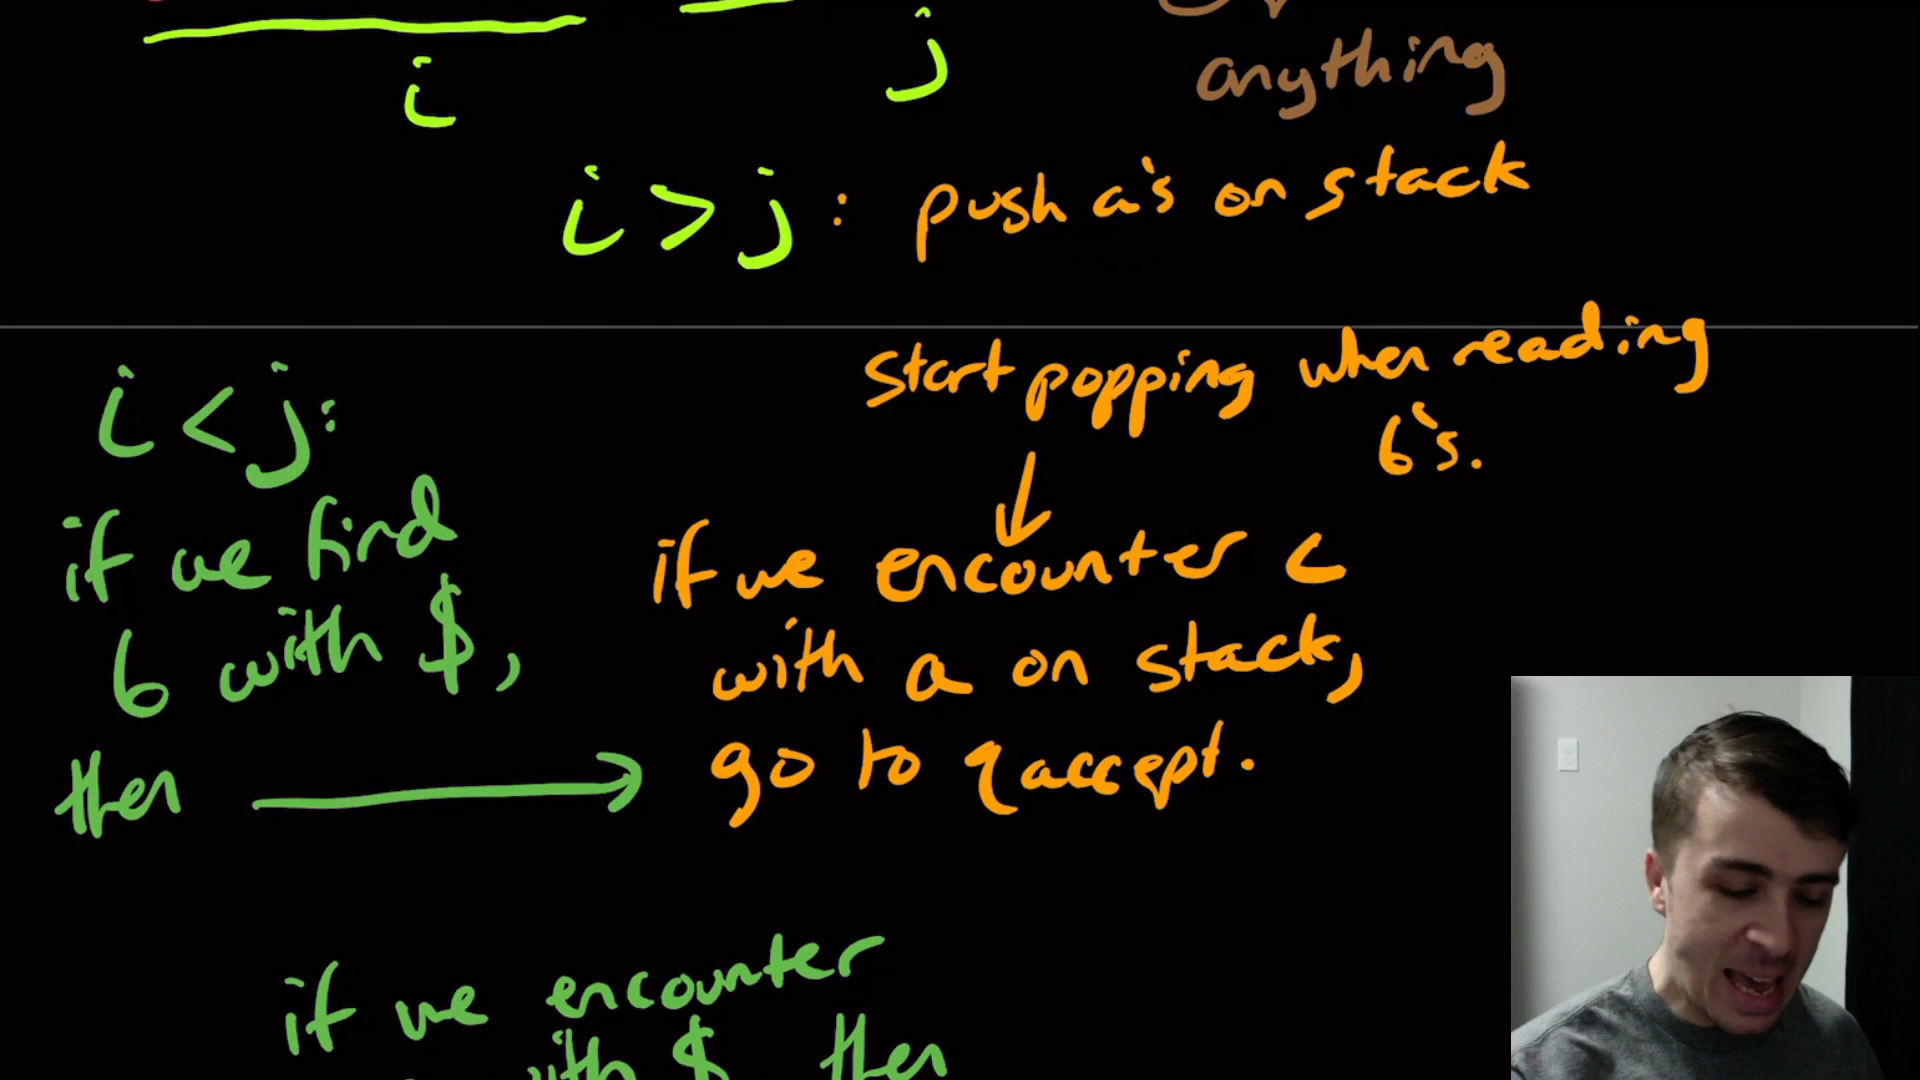 i
j
anything
i > j : push a's on stack
start popping when reading
b's.
i < j:
if we find
b with $,
then
if we encounter c
with a on stack,
go to qaccept.
if we encounter
with $ then